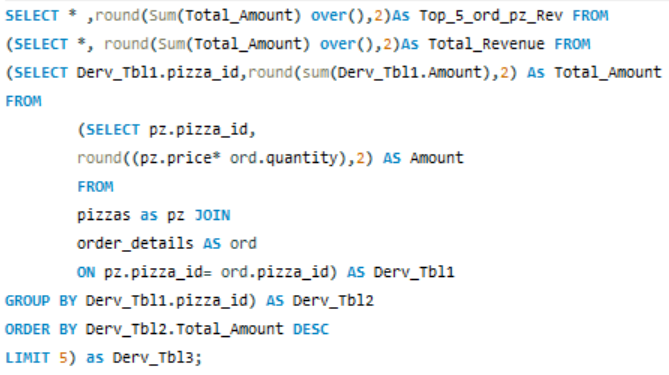 SELECT * ,round(Sum(Total_Amount) over(),2)As Top_5_ord_pz_Rev FROM
(SELECT *, round(Sum(Total_Amount) over(),2)As Total_Revenue FROM
(SELECT Derv_Tbl1.pizza_id,round(sum(Derv_Tbl1.Amount),2) As Total_Amount
FROM
(SELECT pz.pizza_id,
round((pz.price* ord.quantity),2) AS Amount
FROM
pizzas as pz JOIN
order_details AS ord
ON pz.pizza_id= ord.pizza_id) AS Derv_Tbl1
GROUP BY Derv_Tbl1.pizza_id) AS Derv_Tbl2
ORDER BY Derv_Tbl2.Total_Amount DESC
LIMIT 5) as Derv_Tbl3;